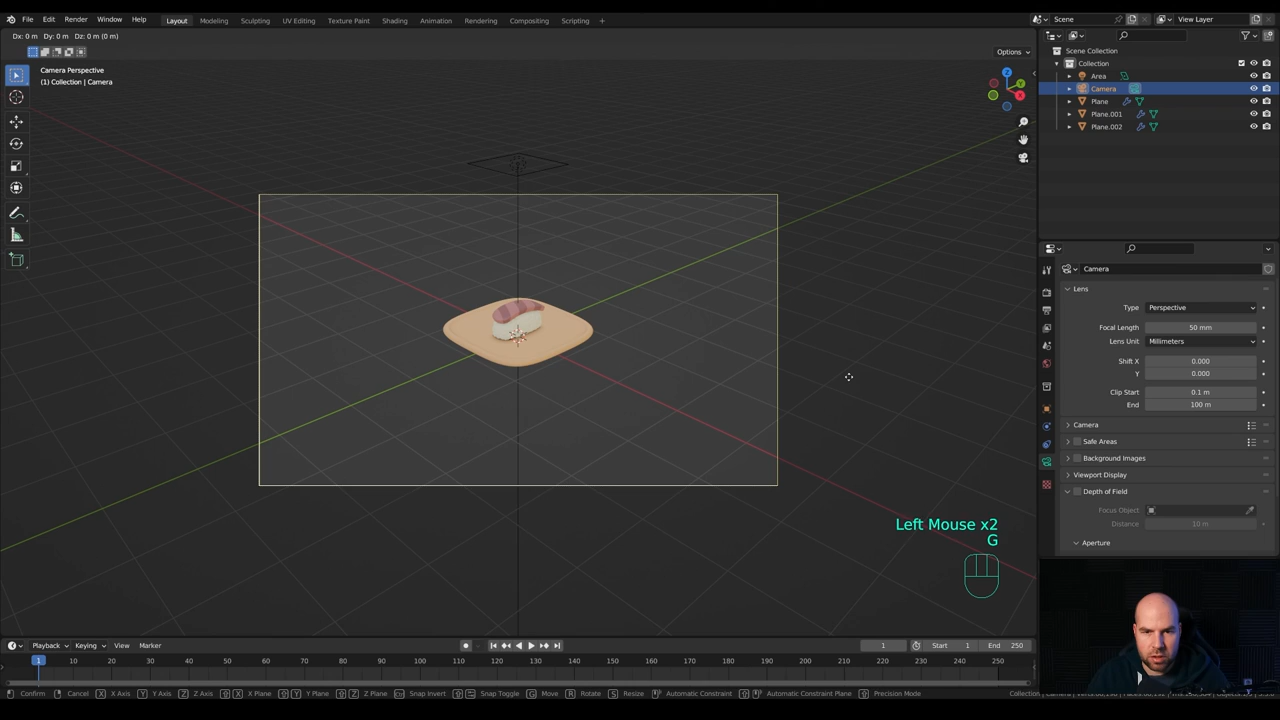 File Edit Render Window Help Layout Modeling Sculpting UV Editing Texture Paint Shading Animation Rendering Compositing Scripting + Scene View Layer
Dx: 0 m Dy: 0 m Dz: 0 m (0 m)
Options
Camera Perspective
(1) Collection | Camera
Z
Y
X
Scene Collection
Collection
Area
Camera
Plane
Plane.001
Plane.002
Camera
Lens
Type Perspective
Focal Length 50 mm
Lens Unit Millimeters
Shift X 0.000
Y 0.000
Clip Start 0.1 m
End 100 m
Camera
Safe Areas
Background Images
Viewport Display
Depth of Field
Focus Object
Distance 10 m
Aperture
Left Mouse x2
G
Playback Keying View Marker 1 Start 1 End 250
1 10 20 30 40 50 60 70 80 90 100 110 120 130 140 150 160 170 180 190 200 210 220 230 240 250
Confirm Cancel X X Axis Y Y Axis Z Z Axis X X Plane Y Y Plane Z Z Plane Snap Invert Snap Toggle G Move R Rotate S Resize Automatic Constraint Automatic Constraint Plane Precision Mode